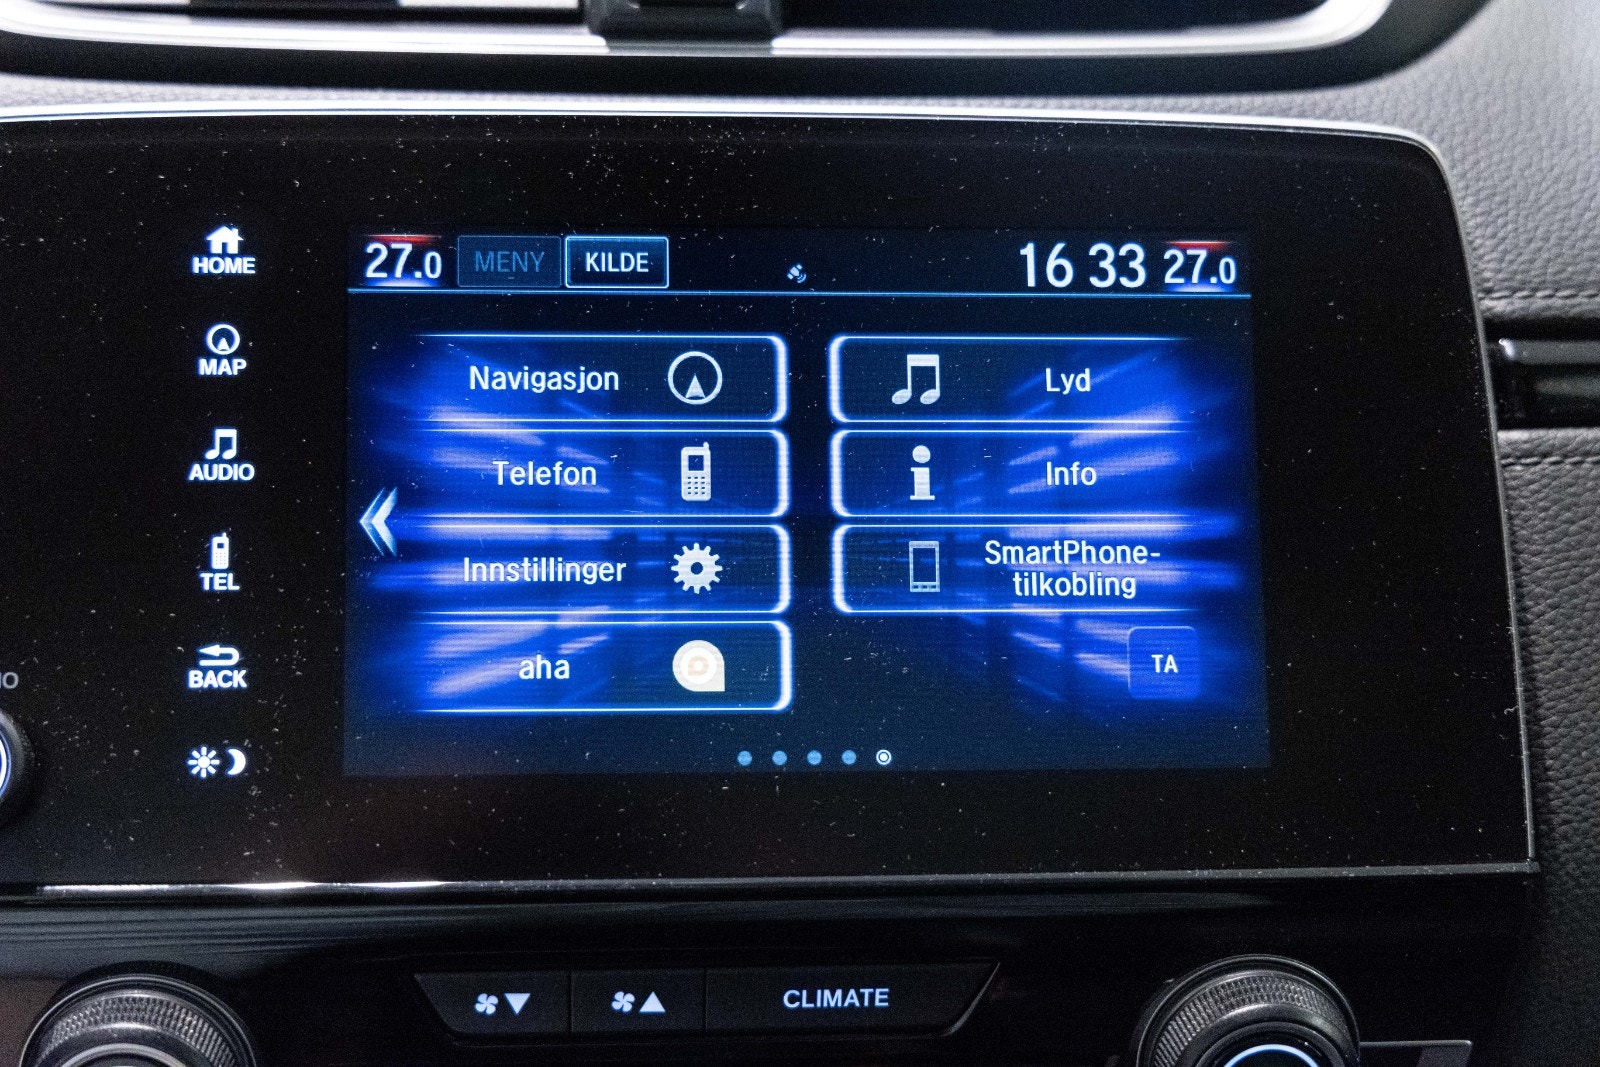 HOME
MAP
AUDIO
TEL
BACK
27.0 MENY KILDE 16 33 27.0
Navigasjon
Lyd
Telefon
Info
Innstillinger
SmartPhone-
tilkobling
aha
TA
CLIMATE